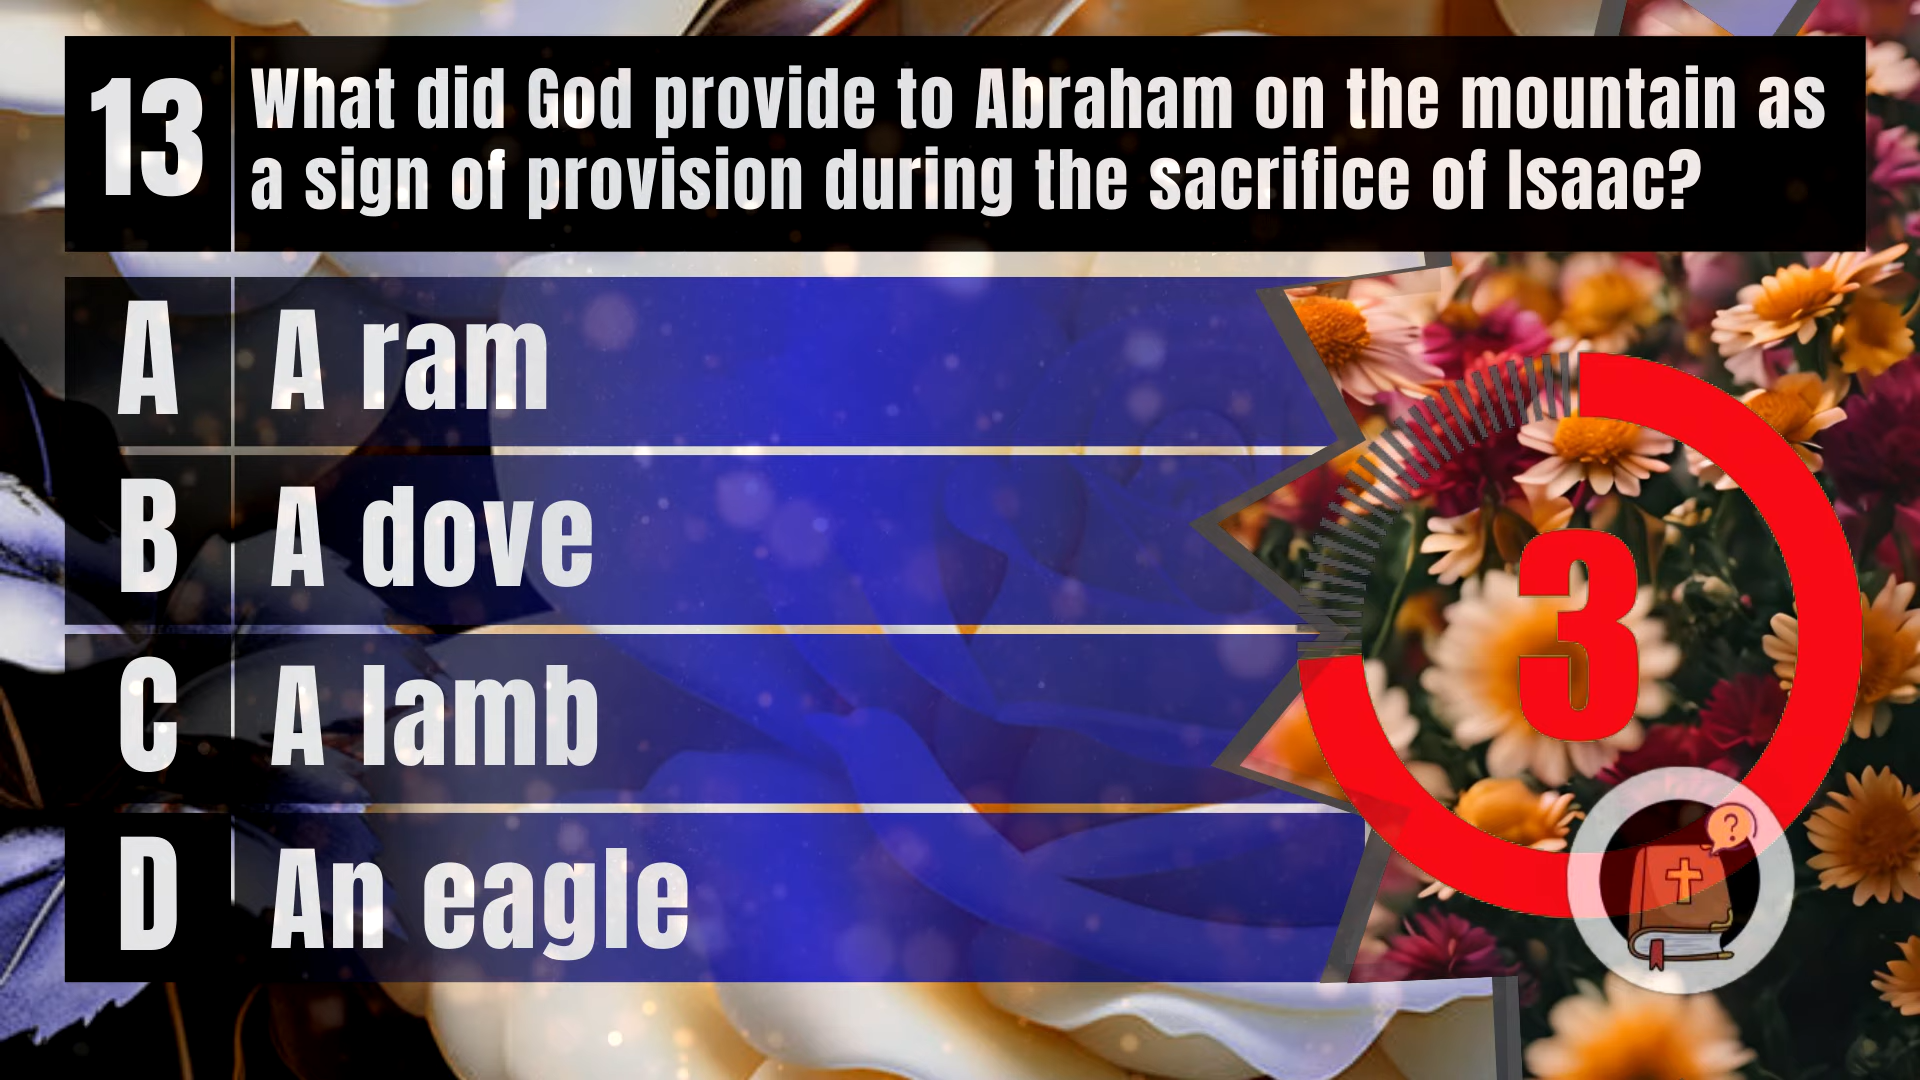 13
What did God provide to Abraham on the mountain as
a sign of provision during the sacrifice of Isaac?
A
A ram
B
A dove
C
A lamb
D
An eagle
3
?